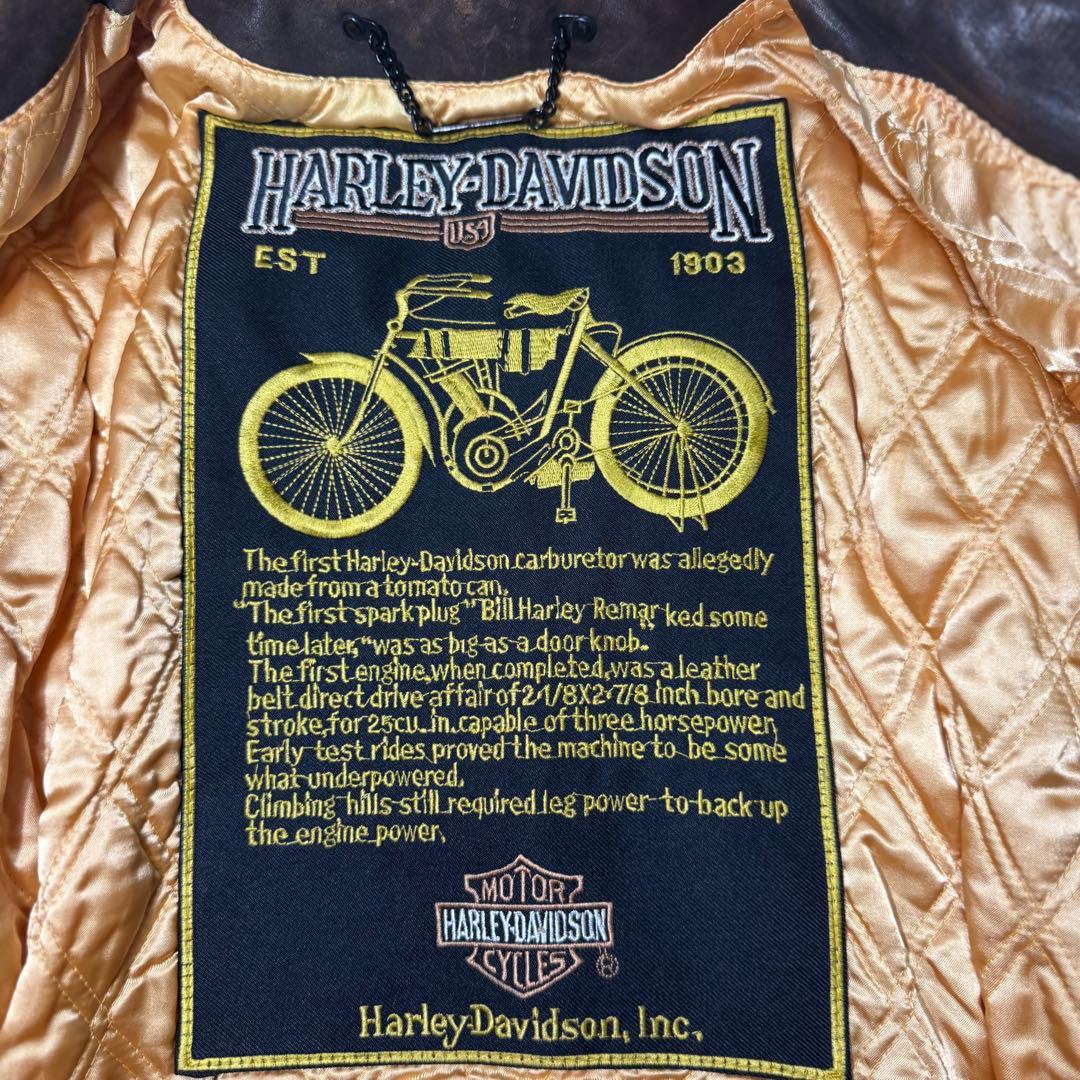 HARLEY-DAVIDSON
USA
EST 1903
The first Harley-Davidson carburetor was allegedly
made from a tomato can.
"The first spark plug" Bill Harley Remar ked some
time later, "was as big as a door knob.
The first engine, when completed, was a leather
belt direct drive affair of 2-1/8X2-7/8 inch bore and
stroke, for 25cu. in. capable of three horsepower,
Early test rides proved the machine to be some
what underpowered.
Climbing hills still required leg power to back up
the engine power,
MOTOR
HARLEY-DAVIDSON
CYCLES
®
Harley-Davidson, Inc.